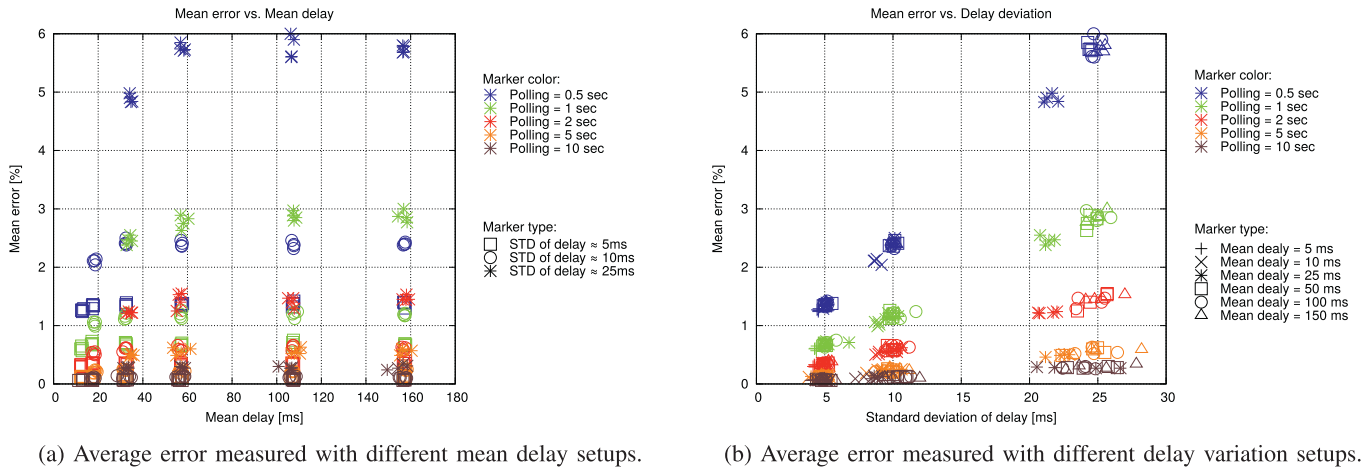 Mean error vs. Mean delay
Mean error [%]
6
5
4
3
2
1
0
0 20 40 60 80 100 120 140 160 180
Mean delay [ms]
Marker color:
Polling = 0.5 sec
Polling = 1 sec
Polling = 2 sec
Polling = 5 sec
Polling = 10 sec
Marker type:
STD of delay ≈ 5ms
STD of delay ≈ 10ms
STD of delay ≈ 25ms
(a) Average error measured with different mean delay setups.
Mean error vs. Delay deviation
Mean error [%]
6
5
4
3
2
1
0
0 5 10 15 20 25 30
Standard deviation of delay [ms]
Marker color:
Polling = 0.5 sec
Polling = 1 sec
Polling = 2 sec
Polling = 5 sec
Polling = 10 sec
Marker type:
Mean dealy = 5 ms
Mean dealy = 10 ms
Mean dealy = 25 ms
Mean dealy = 50 ms
Mean dealy = 100 ms
Mean dealy = 150 ms
(b) Average error measured with different delay variation setups.